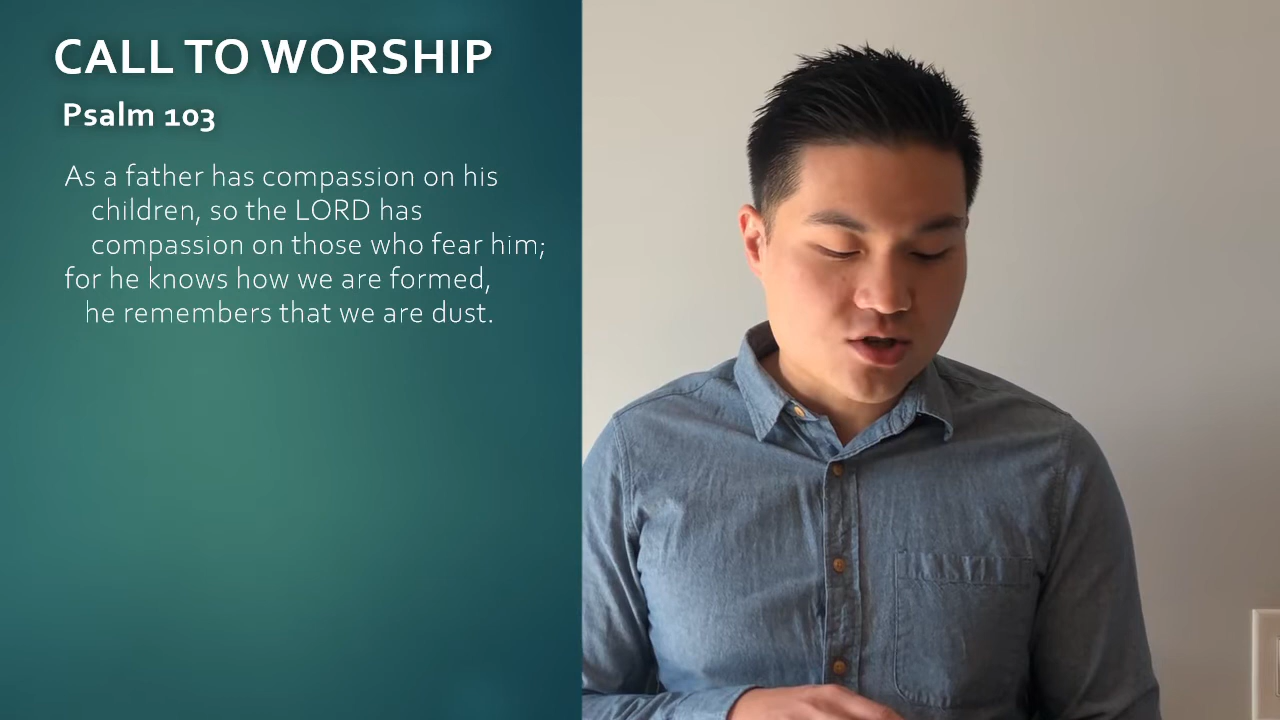 CALL TO WORSHIP
Psalm 103
As a father has compassion on his
children, so the LORD has
compassion on those who fear him;
for he knows how we are formed,
he remembers that we are dust.